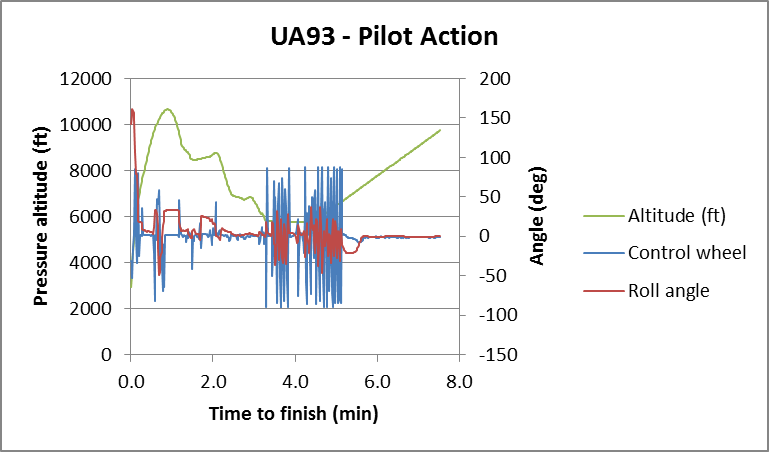 UA93 - Pilot Action
Pressure altitude (ft)
12000
10000
8000
6000
4000
2000
0
200
150
100
50
0
-50
-100
-150
Angle (deg)
0.0 2.0 4.0 6.0 8.0
Time to finish (min)
Altitude (ft)
Control wheel
Roll angle